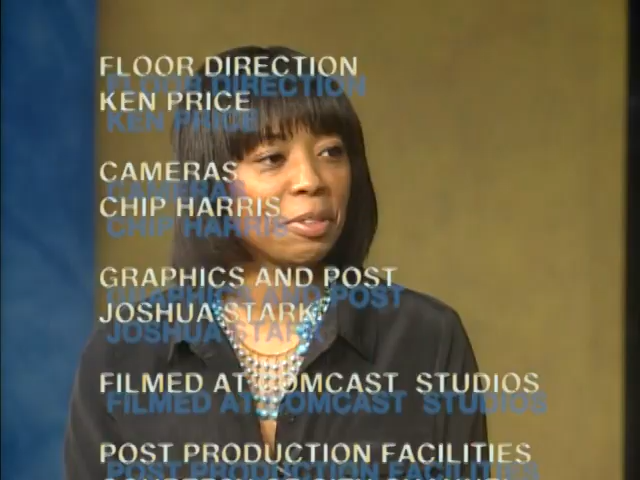 FLOOR DIRECTION
KEN PRICE
CAMERAS
CHIP HARRIS
GRAPHICS AND POST
JOSHUA STARK
FILMED AT COMCAST STUDIOS
POST PRODUCTION FACILITIES